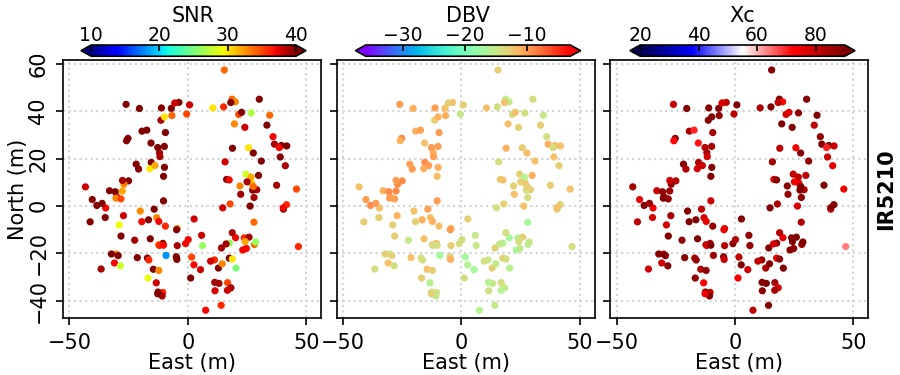 SNR DBV Xc
10 20 30 40 −30 −20 −10 20 40 60 80
60
40
20
0
−20
−40
North (m)
IR5210
−50 0 50 −50 0 50 −50 0 50
East (m) East (m) East (m)